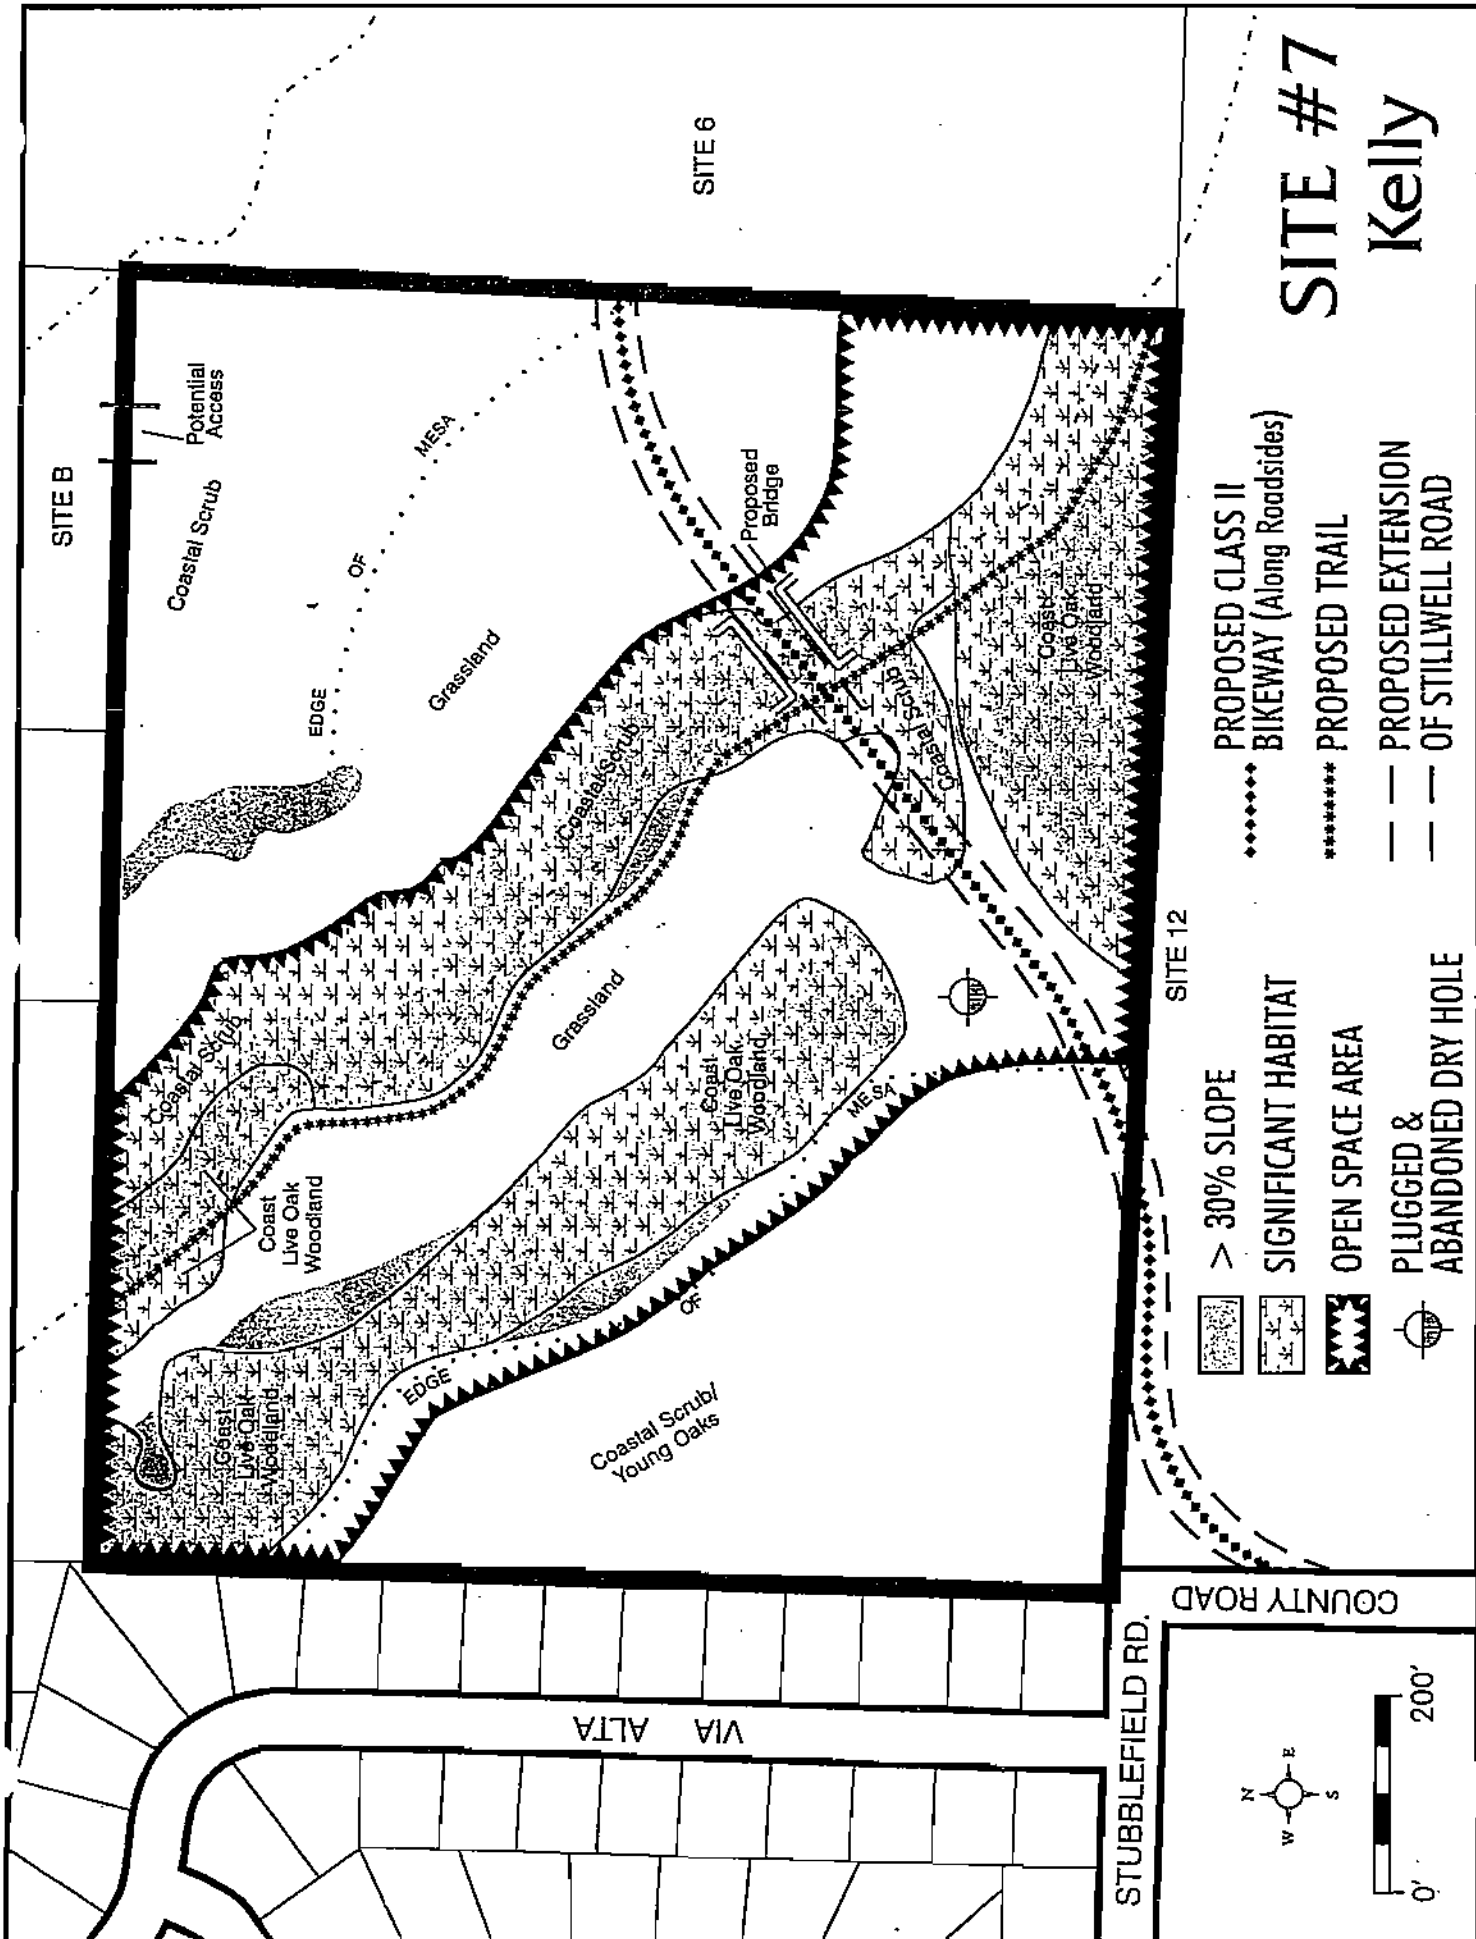 SITE B
SITE 6
Potential
Access
Coastal Scrub
EDGE
OF
MESA
Grassland
Proposed
Bridge
Coastal Scrub
Coastal Scrub
Coast
Live Oak
Woodland
Coastal Scrub
Grassland
Coast
Live Oak
Woodland
Coast
Live Oak
Woodland
Coast
Live Oak
Woodland
EDGE
OF
MESA
Coastal Scrub/
Young Oaks
SITE 12
VIA ALTA
STUBBLEFIELD RD.
COUNTY ROAD
SITE #7
Kelly
> 30% SLOPE
SIGNIFICANT HABITAT
OPEN SPACE AREA
PLUGGED &
ABANDONED DRY HOLE
PROPOSED CLASS II
BIKEWAY (Along Roadsides)
PROPOSED TRAIL
PROPOSED EXTENSION
OF STILLWELL ROAD
N
W
E
S
0'
200'